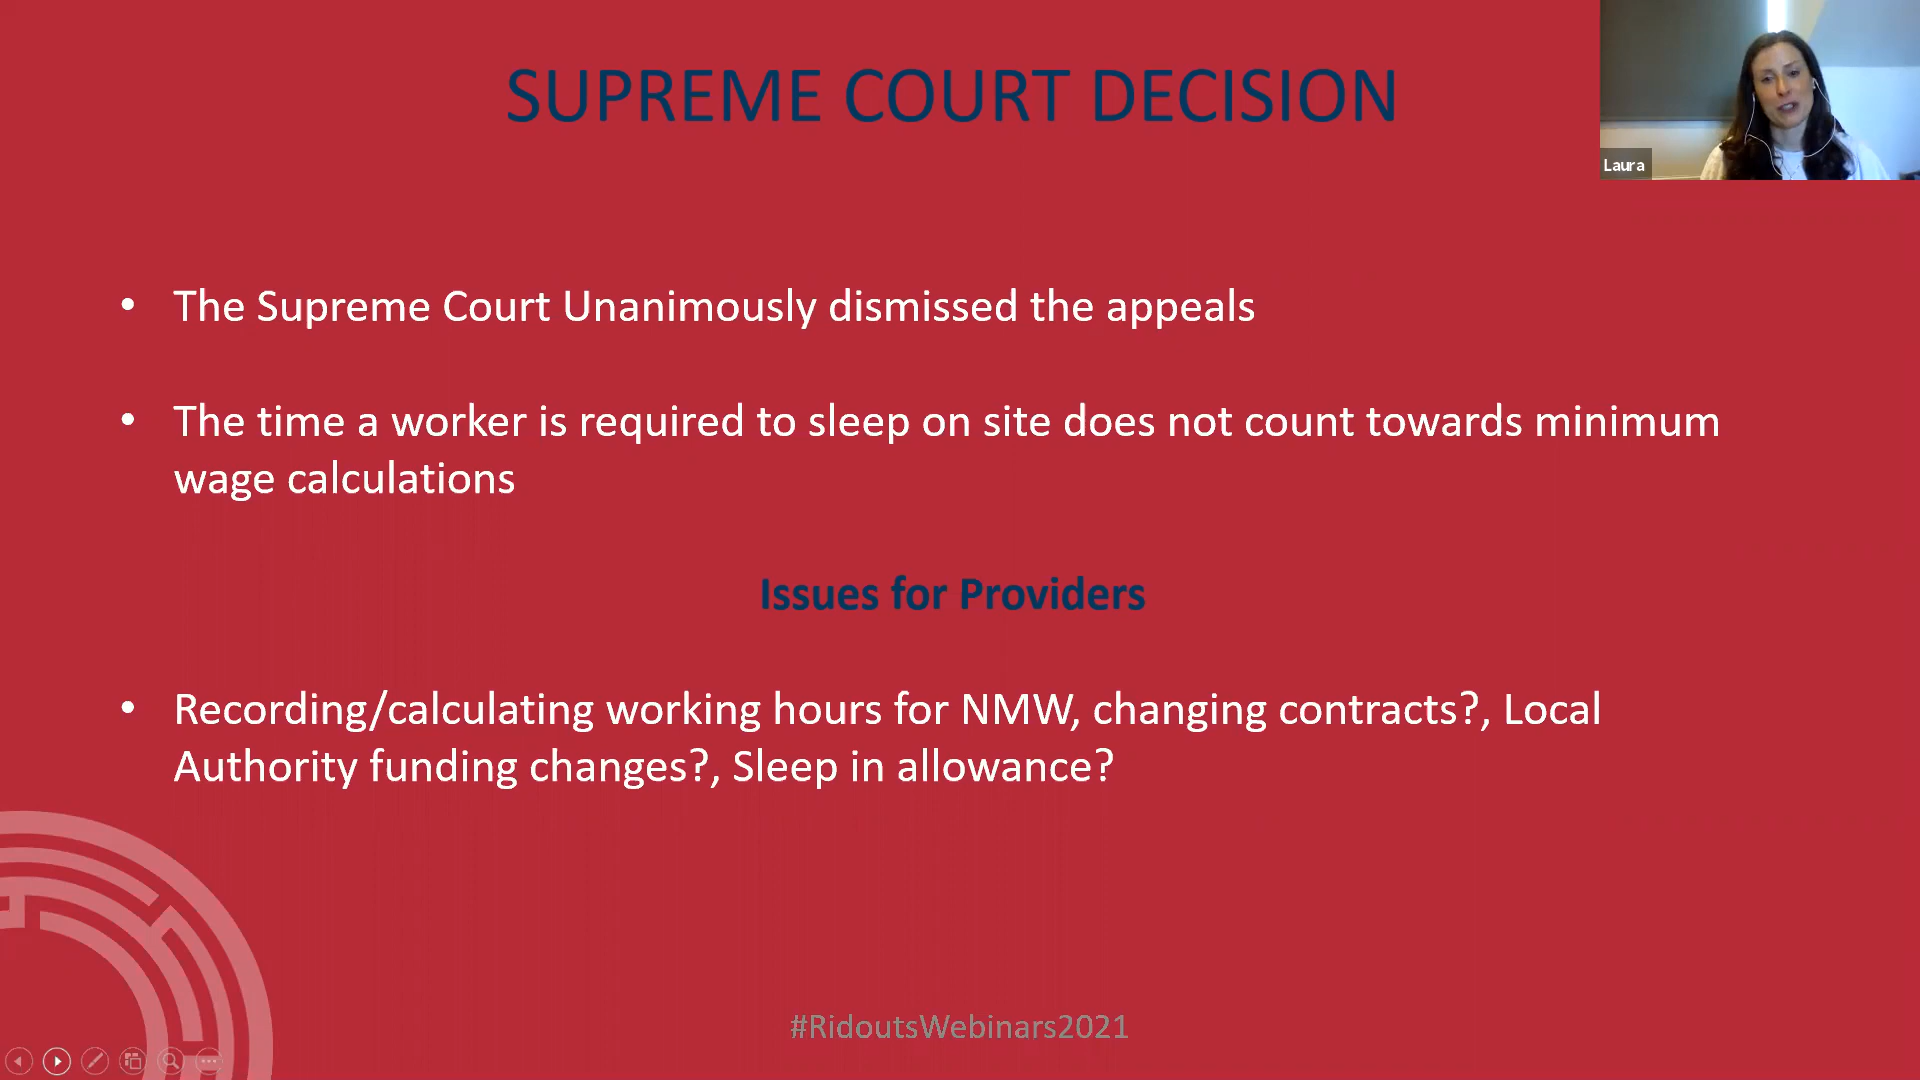 SUPREME COURT DECISION
Laura
• The Supreme Court Unanimously dismissed the appeals
• The time a worker is required to sleep on site does not count towards minimum
wage calculations
Issues for Providers
• Recording/calculating working hours for NMW, changing contracts?, Local
Authority funding changes?, Sleep in allowance?
#RidoutsWebinars2021